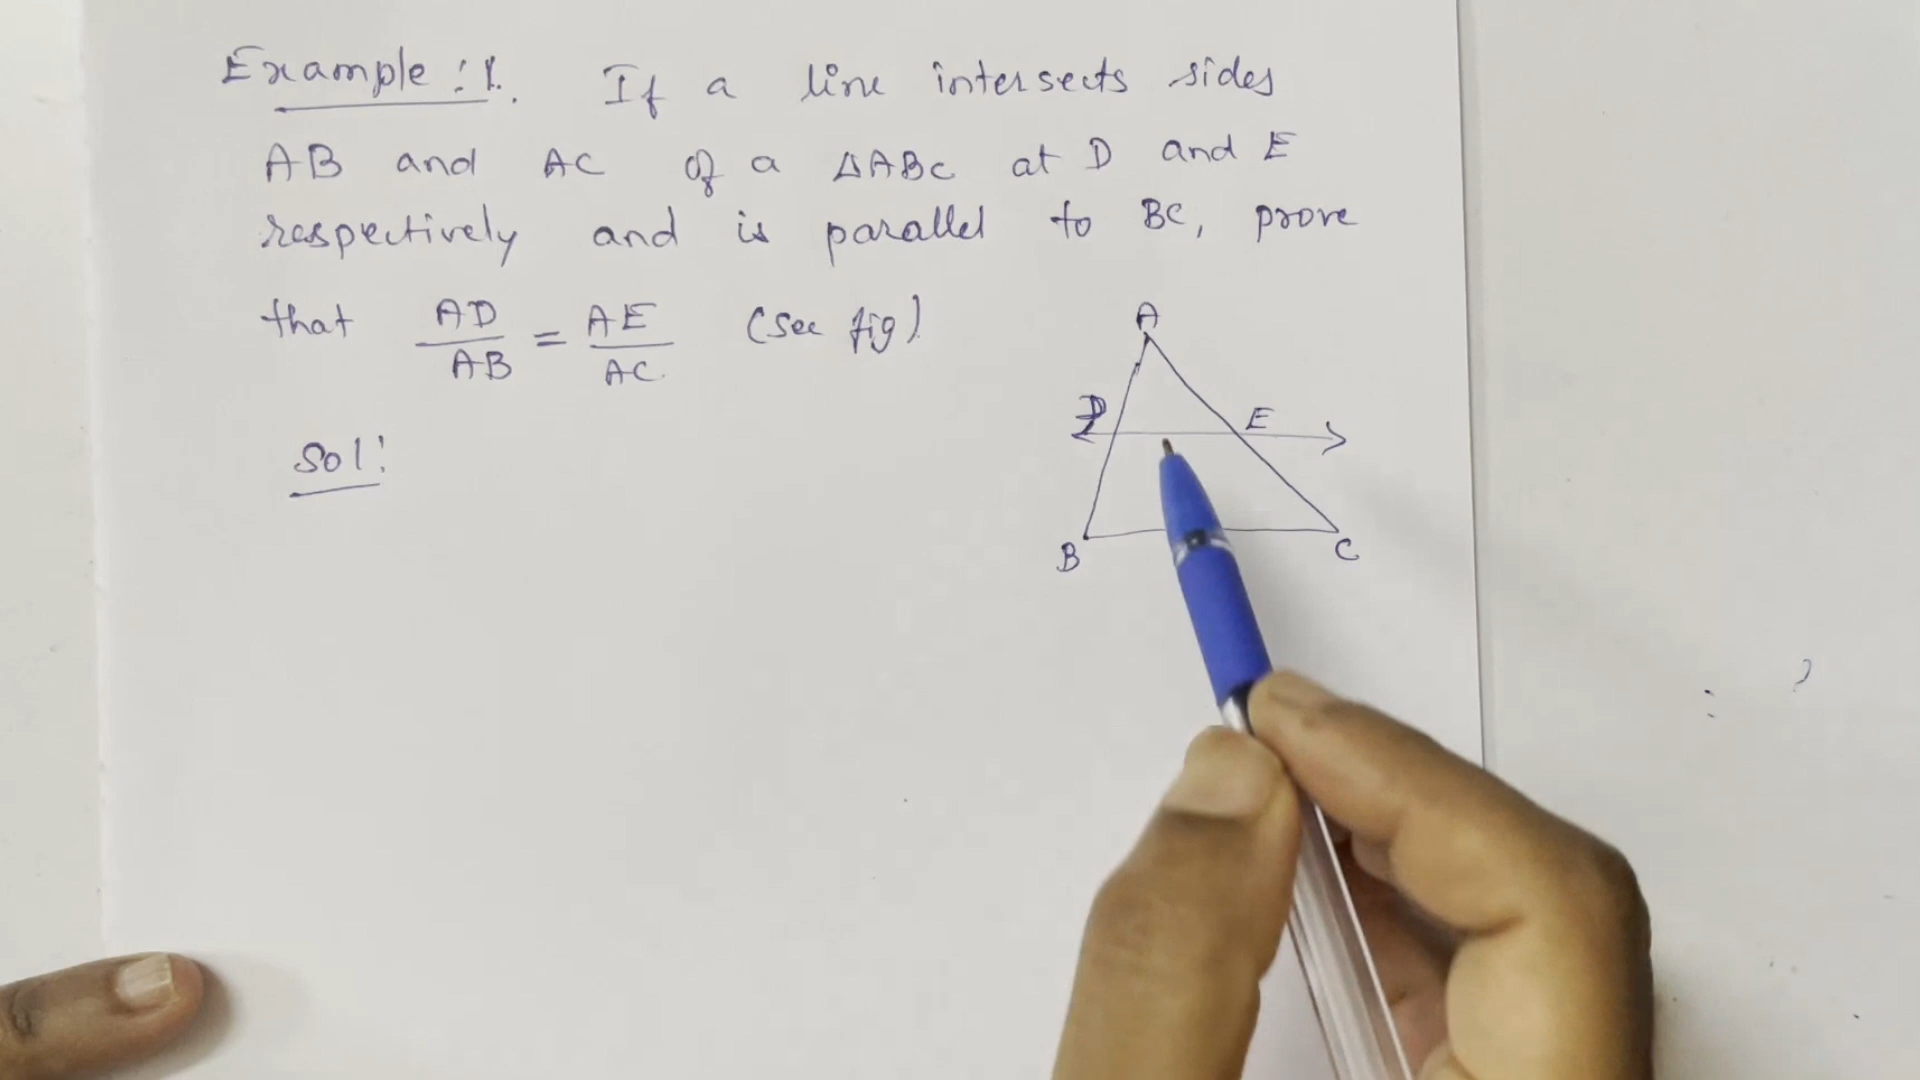 Example : 1. If a line intersects sides
AB and AC of a ΔABC at D and E
respectively and is parallel to BC, prove
that AD/AB = AE/AC (see fig)
A
D E
B C
Sol: